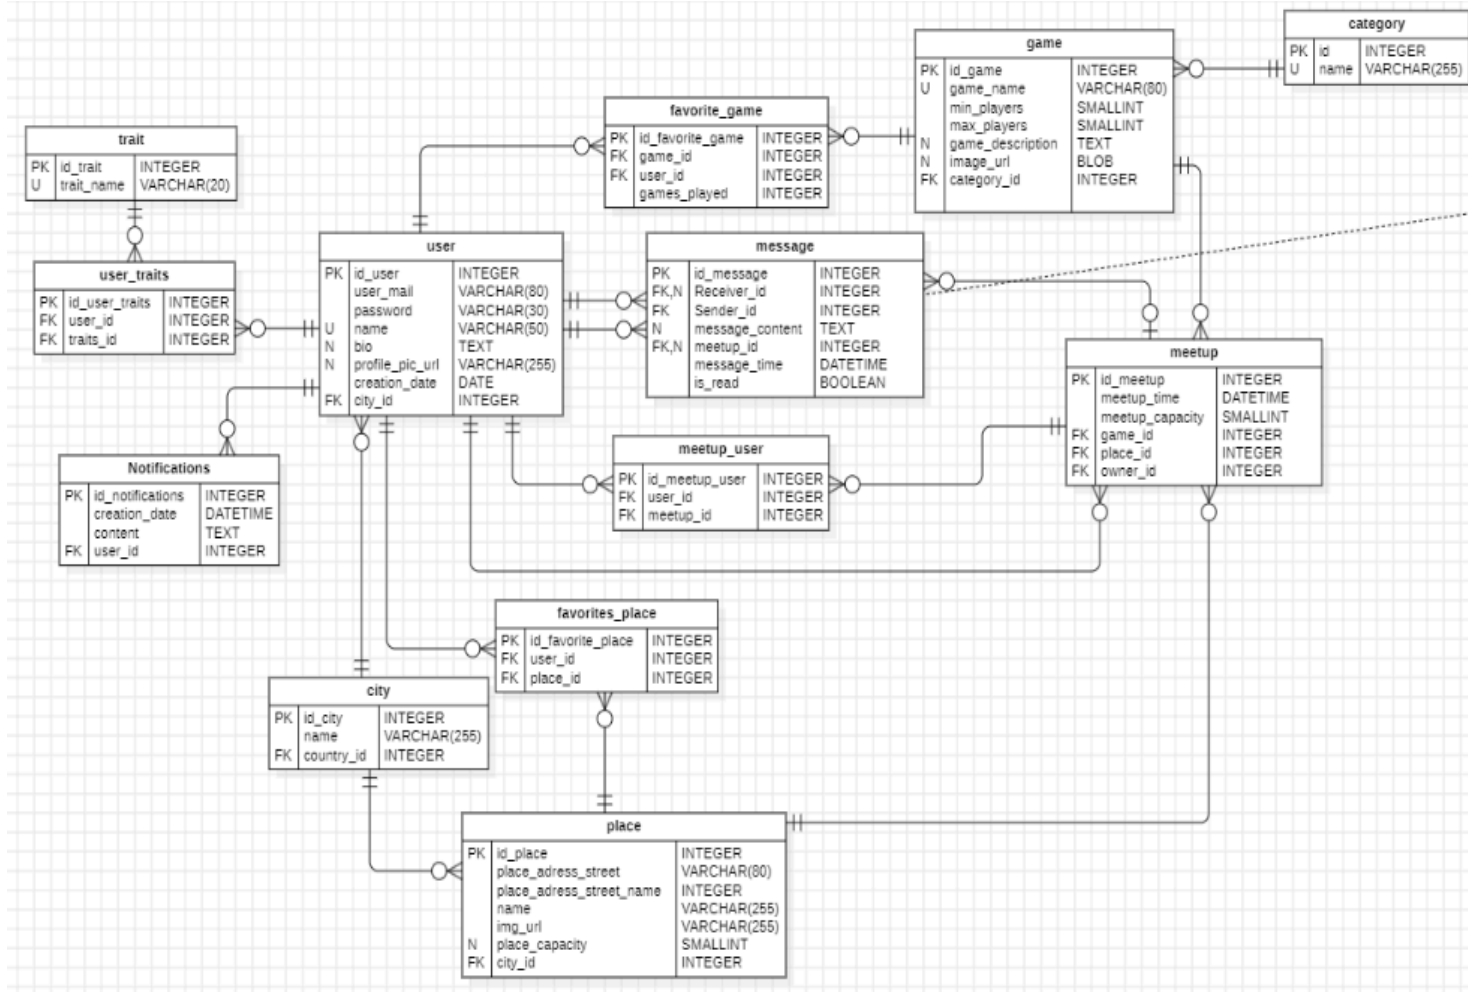 category
PK id INTEGER
U name VARCHAR(255)
game
PK id_game INTEGER
U game_name VARCHAR(80)
min_players SMALLINT
max_players SMALLINT
N game_description TEXT
N image_url BLOB
FK category_id INTEGER
favorite_game
PK id_favorite_game INTEGER
FK game_id INTEGER
FK user_id INTEGER
games_played INTEGER
trait
PK id_trait INTEGER
U trait_name VARCHAR(20)
user_traits
PK id_user_traits INTEGER
FK user_id INTEGER
FK traits_id INTEGER
user
PK id_user INTEGER
user_mail VARCHAR(80)
password VARCHAR(30)
U name VARCHAR(50)
N bio TEXT
N profile_pic_url VARCHAR(255)
creation_date DATE
FK city_id INTEGER
message
PK id_message INTEGER
FK,N Receiver_id INTEGER
FK Sender_id INTEGER
N message_content TEXT
FK,N meetup_id INTEGER
message_time DATETIME
is_read BOOLEAN
meetup
PK id_meetup INTEGER
meetup_time DATETIME
meetup_capacity SMALLINT
FK game_id INTEGER
FK place_id INTEGER
FK owner_id INTEGER
Notifications
PK id_notifications INTEGER
creation_date DATETIME
content TEXT
FK user_id INTEGER
meetup_user
PK id_meetup_user INTEGER
FK user_id INTEGER
FK meetup_id INTEGER
favorites_place
PK id_favorite_place INTEGER
FK user_id INTEGER
FK place_id INTEGER
city
PK id_city INTEGER
name VARCHAR(255)
FK country_id INTEGER
place
PK id_place INTEGER
place_adress_street VARCHAR(80)
place_adress_street_name INTEGER
name VARCHAR(255)
img_url VARCHAR(255)
N place_capacity SMALLINT
FK city_id INTEGER